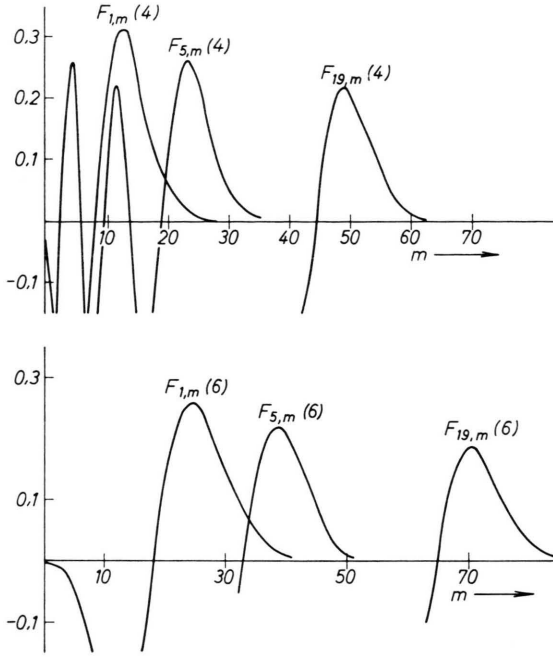 F1,m (4)
0,3
F5,m (4)
F19,m (4)
0.2
0.1
10 20 30 40 50 60 70
m
-0,1
0,3
F1,m (6)
F5,m (6)
F19,m (6)
0,1
10 30 50 70
m
-0,1